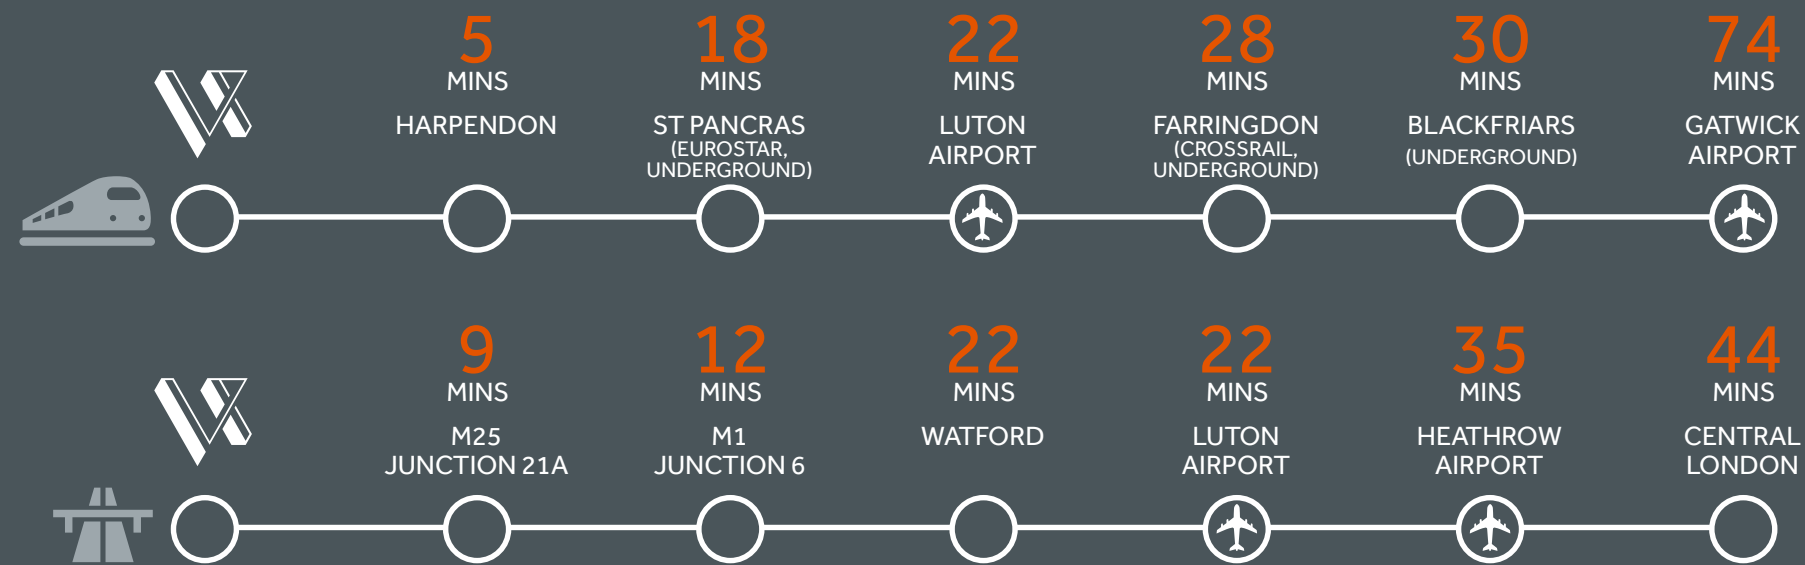 5
MINS
HARPENDON
18
MINS
ST PANCRAS
(EUROSTAR,
UNDERGROUND)
22
MINS
LUTON
AIRPORT
28
MINS
FARRINGDON
(CROSSRAIL,
UNDERGROUND)
30
MINS
BLACKFRIARS
(UNDERGROUND)
74
MINS
GATWICK
AIRPORT
9
MINS
M25
JUNCTION 21A
12
MINS
M1
JUNCTION 6
22
MINS
WATFORD
22
MINS
LUTON
AIRPORT
35
MINS
HEATHROW
AIRPORT
44
MINS
CENTRAL
LONDON